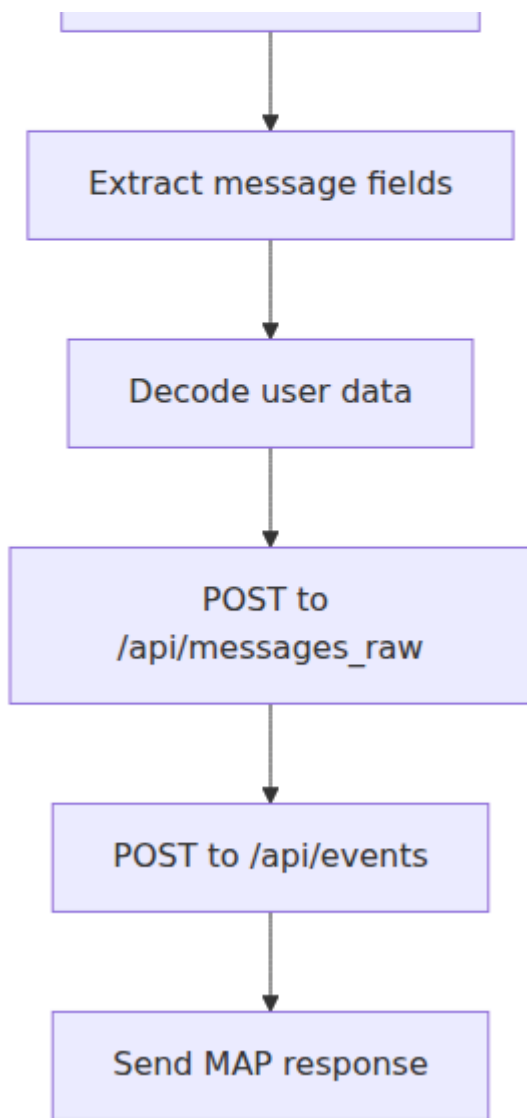 Extract message fields
Decode user data
POST to
/api/messages_raw
POST to /api/events
Send MAP response